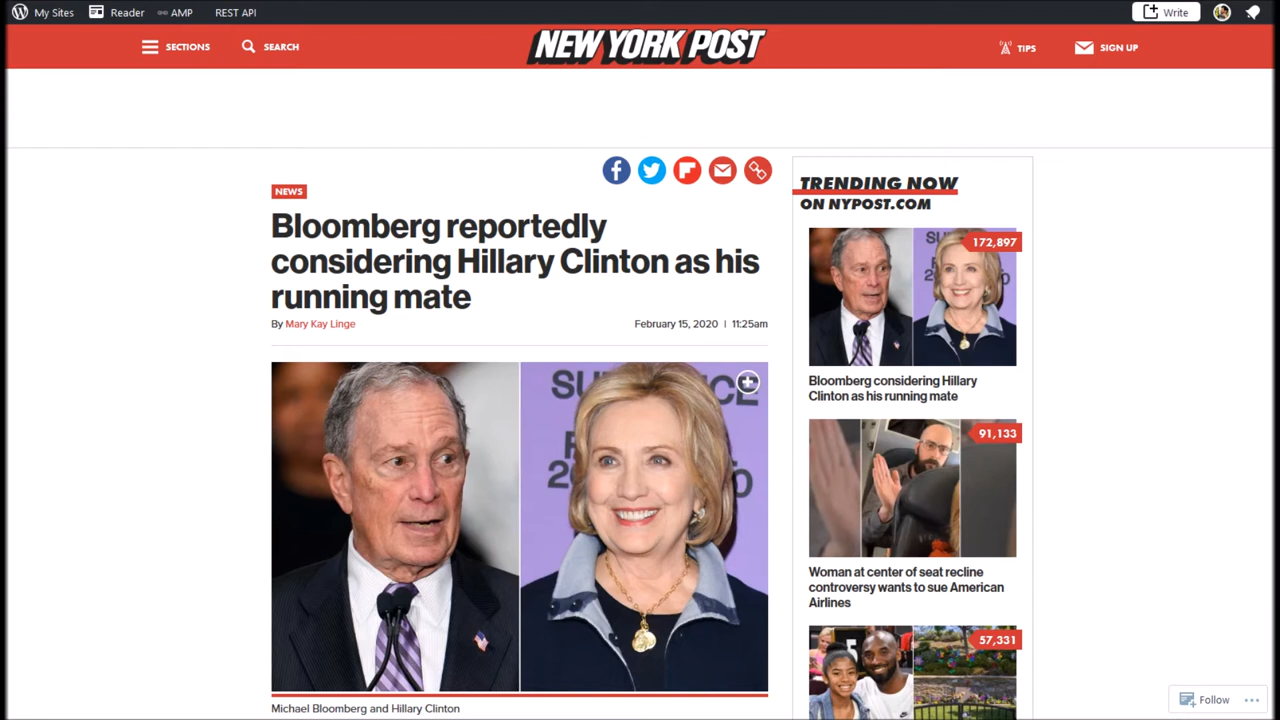 My Sites
Reader
AMP
REST API
Write
SECTIONS
SEARCH
NEW YORK POST
TIPS
SIGN UP
NEWS
Bloomberg reportedly
considering Hillary Clinton as his
running mate
By Mary Kay Linge
February 15, 2020 | 11:25am
Michael Bloomberg and Hillary Clinton
TRENDING NOW
ON NYPOST.COM
172,897
Bloomberg considering Hillary
Clinton as his running mate
91,133
Woman at center of seat recline
controversy wants to sue American
Airlines
57,331
Follow